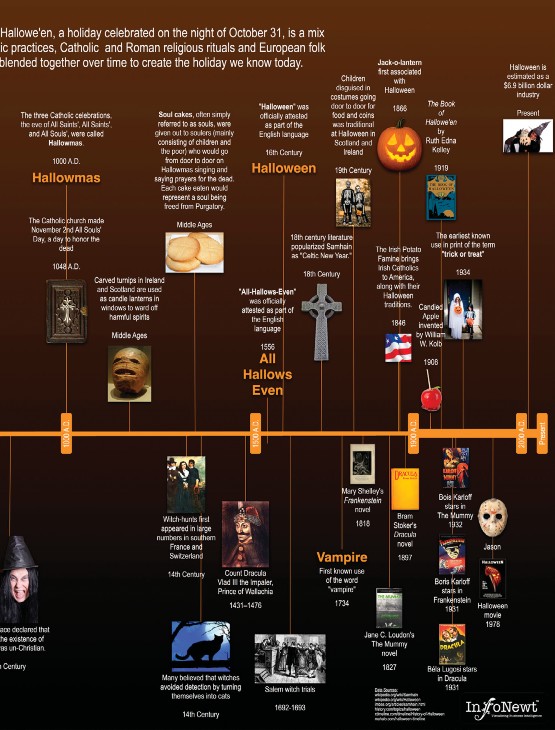 Hallowe'en, a holiday celebrated on the night of October 31, is a mix
ic practices, Catholic and Roman religious rituals and European folk
blended together over time to create the holiday we know today.
The three Catholic celebrations,
the eve of All Saints', All Saints',
and All Souls', were called
Hallowmas.
1000 A.D.
Hallowmas
The Catholic church made
November 2nd All Souls'
Day, a day to honor the
dead
1048 A.D.
Carved turnips in Ireland
and Scotland are used
as candle lanterns in
windows to ward off
harmful spirits
Middle Ages
Soul cakes, often simply
referred to as souls, were
given out to soulers (mainly
consisting of children and
the poor) who would go
from door to door on
Hallowmas singing and
saying prayers for the dead.
Each cake eaten would
represent a soul being
freed from Purgatory.
Middle Ages
"Halloween" was
officially attested
as part of the
English language
16th Century
Halloween
"All-Hallows-Even"
was officially
attested as part of
the English
language
1556
All
Hallows
Even
18th century literature
popularized Samhain
as "Celtic New Year."
18th Century
Children
disguised in
costumes going
door to door for
food and coins
was traditional
at Halloween in
Scotland and
Ireland
19th Century
Jack-o-lantern
first associated
with
Halloween
1866
The Irish Potato
Famine brings
Irish Catholics
to America,
along with their
Halloween
traditions.
1846
The Book
of
Hallowe'en
by
Ruth Edna
Kelley
1919
Candied
Apple
invented
by William
W. Kolb
1908
The earliest known
use in print of the term
"trick or treat"
1934
Halloween is
estimated as a
$6.9 billion dollar
industry
Present
1000 A.D.
1500 A.D.
1900 A.D.
2000 A.D.
Present
ace declared that
the existence of
as un-Christian.
Century
Witch-hunts first
appeared in large
numbers in southern
France and
Switzerland
14th Century
Many believed that witches
avoided detection by turning
themselves into cats
14th Century
Count Dracula
Vlad III the Impaler,
Prince of Wallachia
1431–1476
Salem witch trials
1692-1693
Vampire
First known use
of the word
"vampire"
1734
Mary Shelley's
Frankenstein
novel
1818
Jane C. Loudon's
The Mummy
novel
1827
DRACULA
Bram
Stoker's
Dracula
novel
1897
Bois Karloff
stars in
The Mummy
1932
Boris Karloff
stars in
Frankenstein
1931
DRACULA
Béla Lugosi stars
in Dracula
1931
Jason
HALLOWEEN
Halloween
movie
1978
Data Sources:
InfoNewt